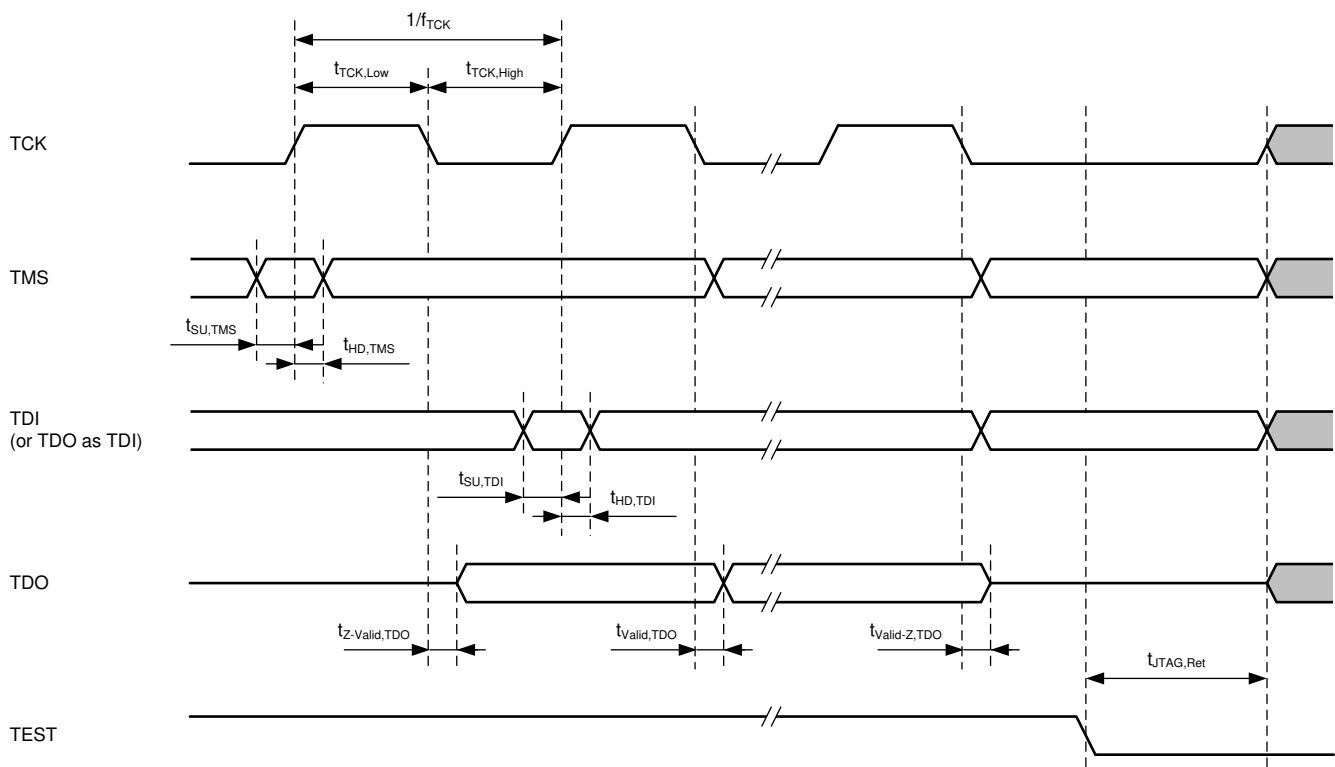 1/fTCK
tTCK,Low
tTCK,High
TCK
TMS
tSU,TMS
tHD,TMS
TDI
(or TDO as TDI)
tSU,TDI
tHD,TDI
TDO
tZ-Valid,TDO
tValid,TDO
tValid-Z,TDO
tJTAG,Ret
TEST